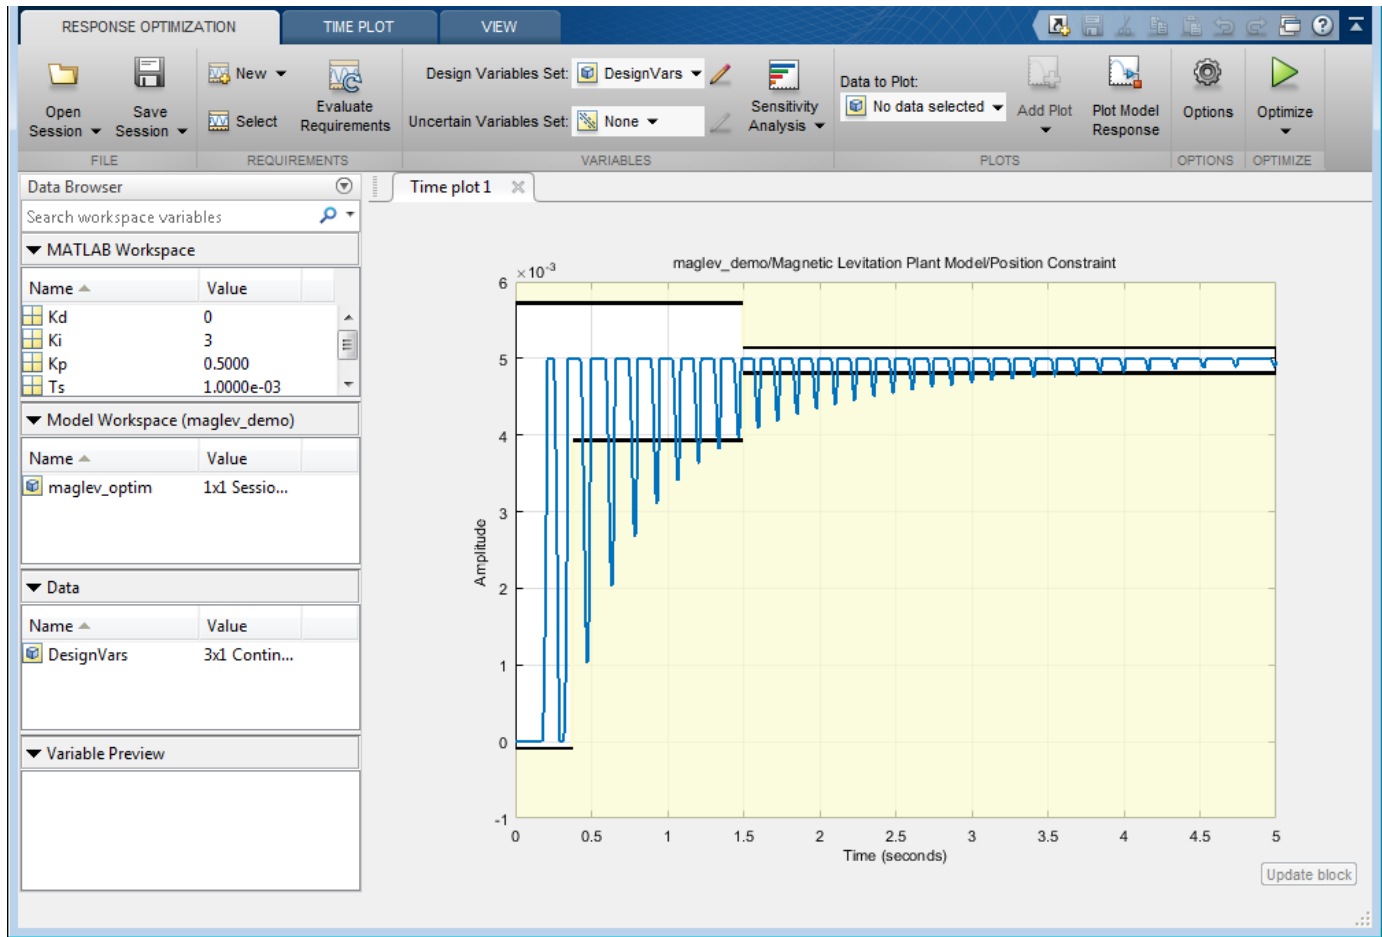 RESPONSE OPTIMIZATION TIME PLOT VIEW
New
Design Variables Set: DesignVars
Data to Plot:
Open Session
Save Session
Select
Evaluate Requirements
Uncertain Variables Set: None
Sensitivity Analysis
No data selected
Add Plot
Plot Model Response
Options
Optimize
FILE REQUIREMENTS VARIABLES PLOTS OPTIONS OPTIMIZE
Data Browser
Time plot 1
Search workspace variables
MATLAB Workspace
Name Value
Kd 0
Ki 3
Kp 0.5000
Ts 1.0000e-03
Model Workspace (maglev_demo)
Name Value
maglev_optim 1x1 Sessio...
Data
Name Value
DesignVars 3x1 Contin...
Variable Preview
maglev_demo/Magnetic Levitation Plant Model/Position Constraint
×10-3
6
5
4
3
2
1
0
-1
Amplitude
0 0.5 1 1.5 2 2.5 3 3.5 4 4.5 5
Time (seconds)
Update block